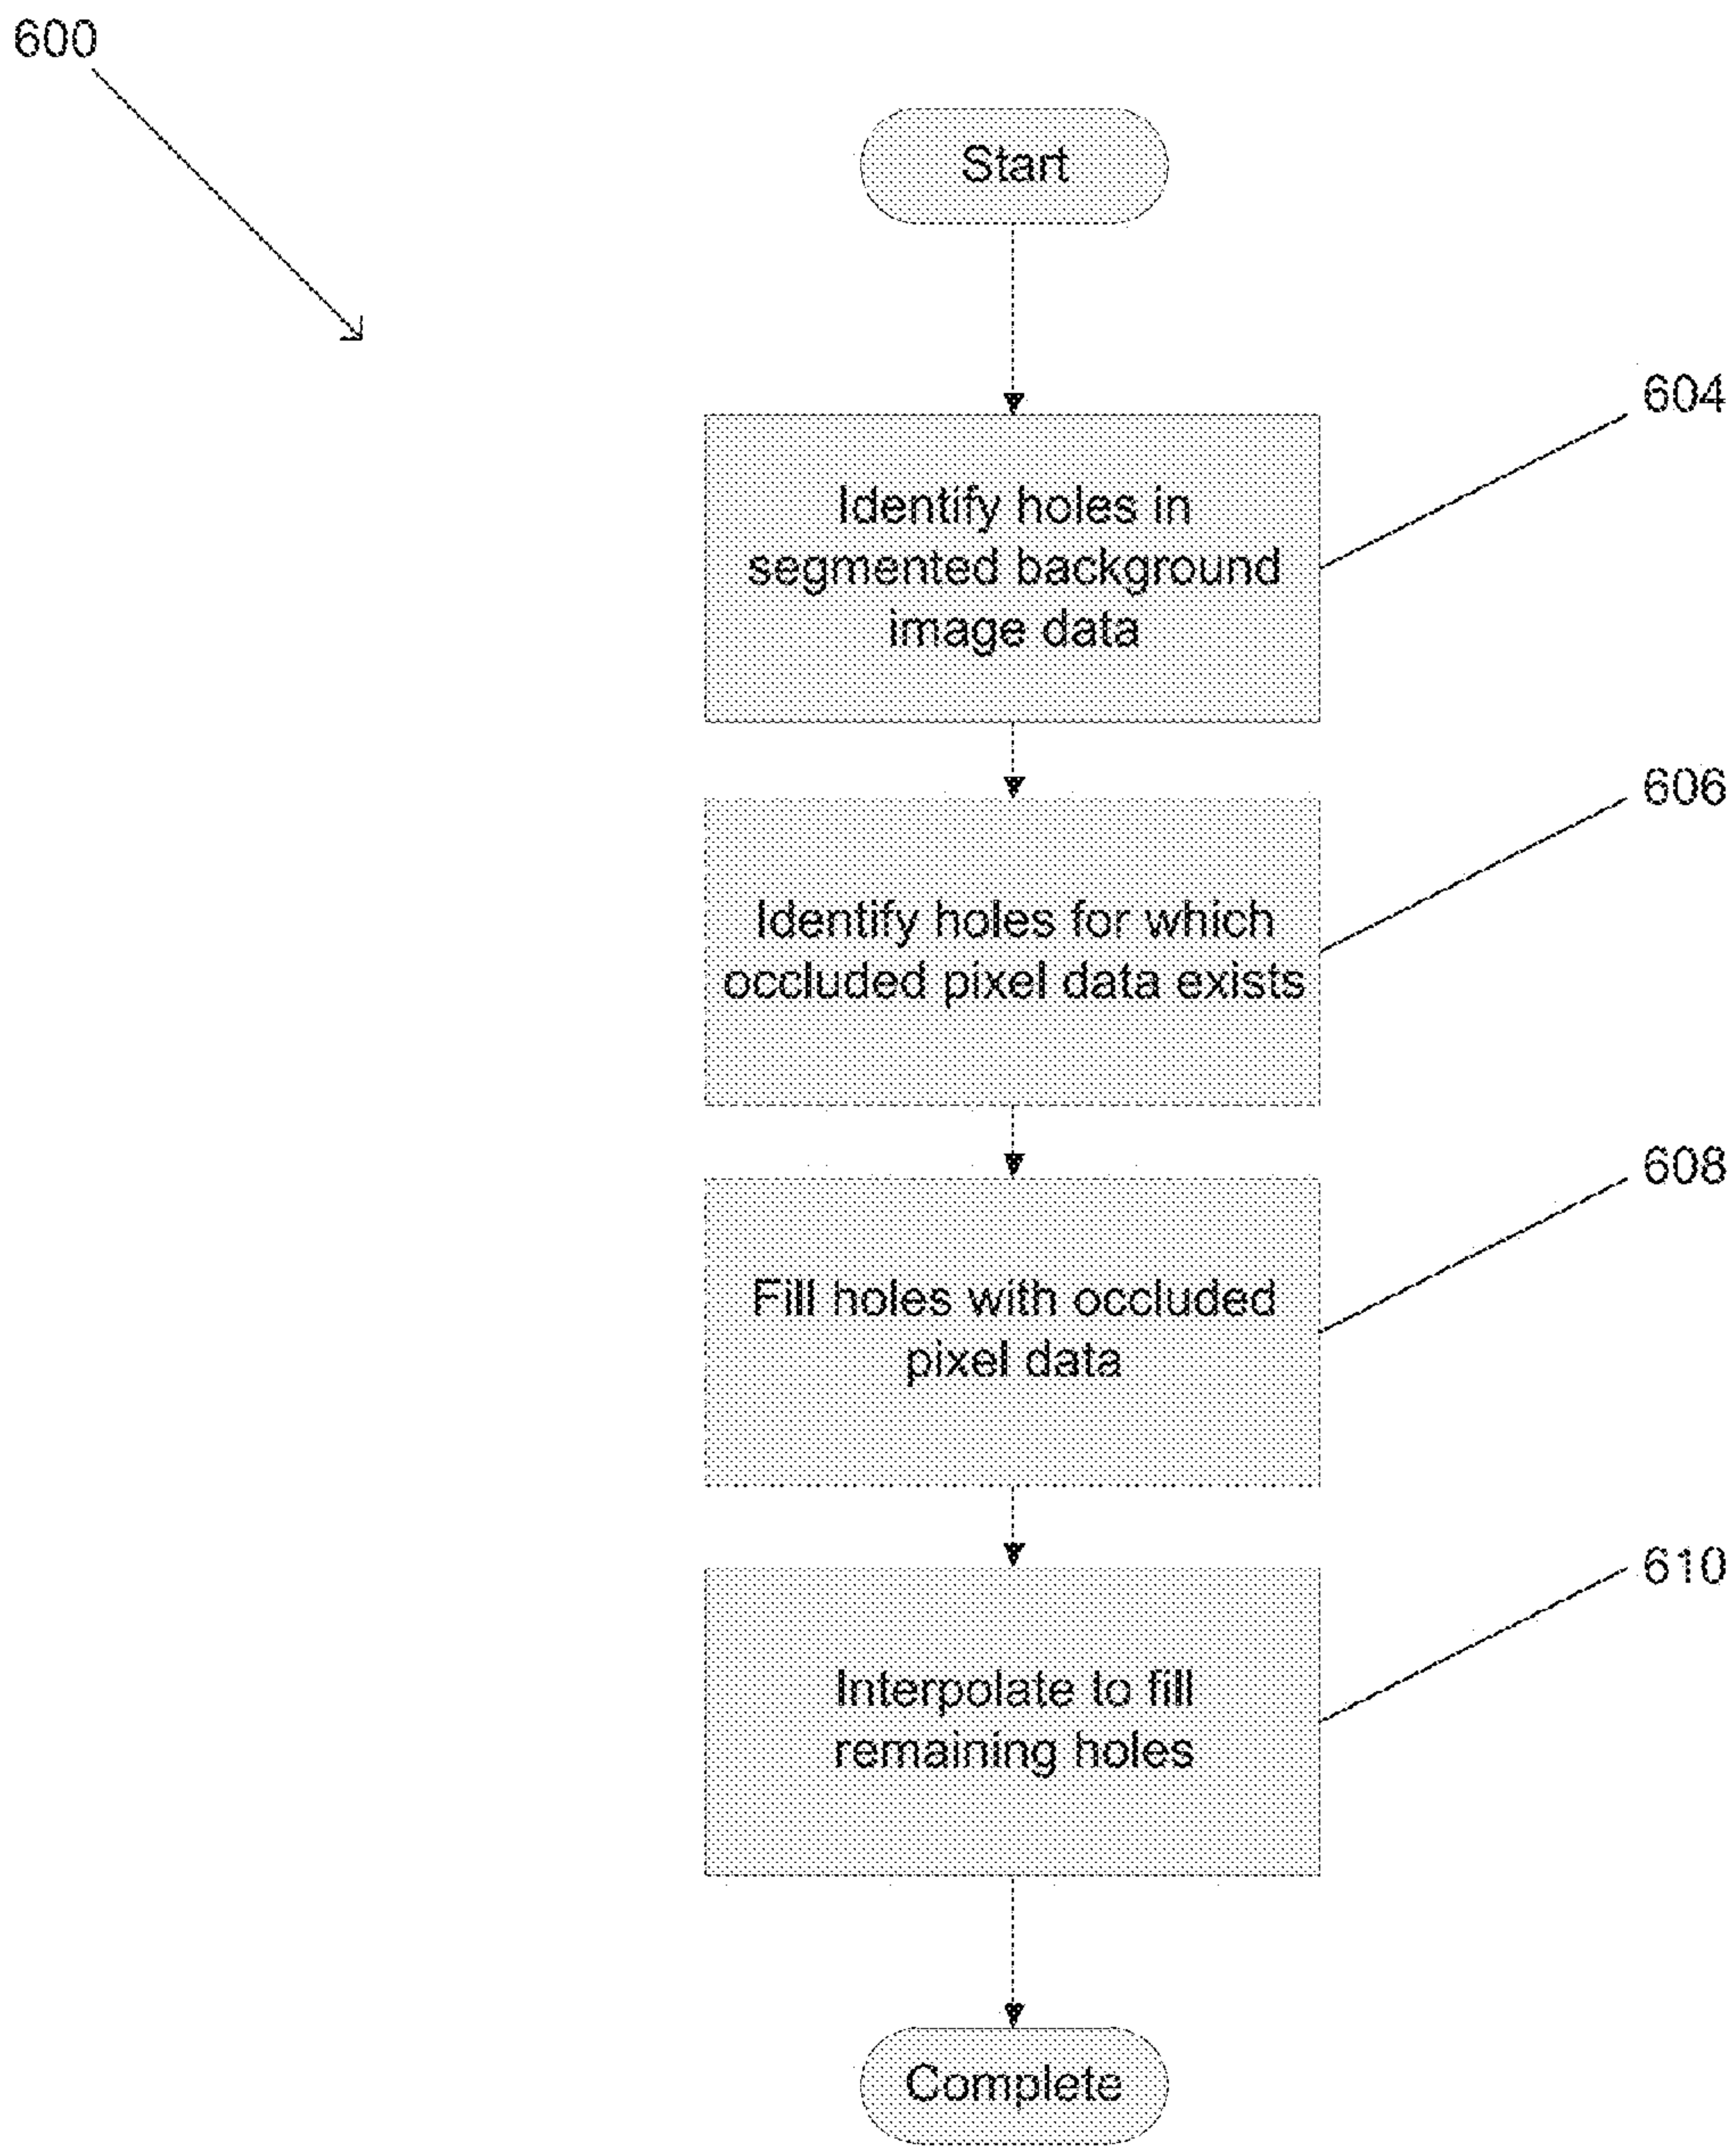 600
Start
604
Identify holes in
segmented background
image data
606
Identify holes for which
occluded pixel data exists
608
Fill holes with occluded
pixel data
610
Interpolate to fill
remaining holes
Complete